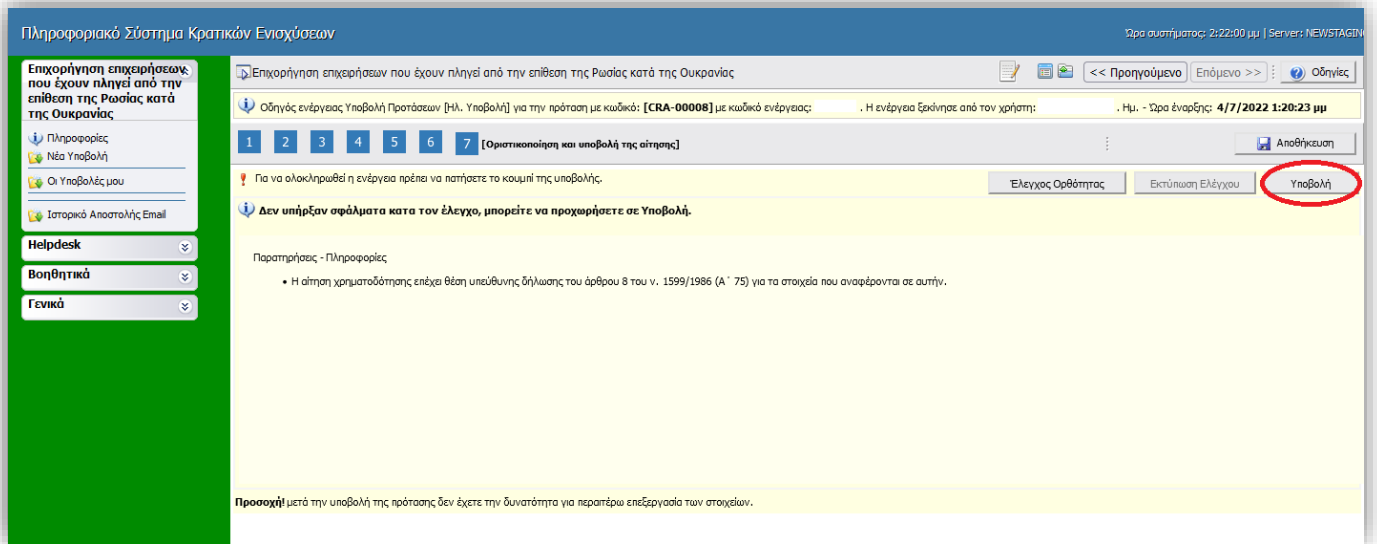 Πληροφοριακό Σύστημα Κρατικών Ενισχύσεων
Ώρα συστήματος: 2:22:00 μμ | Server: NEWSTAGIN
Επιχορήγηση επιχειρήσεων
που έχουν πληγεί από την
επίθεση της Ρωσίας κατά
της Ουκρανίας
Πληροφορίες
Νέα Υποβολή
Οι Υποβολές μου
Ιστορικό Αποστολής Email
Helpdesk
Βοηθητικά
Γενικά
Επιχορήγηση επιχειρήσεων που έχουν πληγεί από την επίθεση της Ρωσίας κατά της Ουκρανίας
<< Προηγούμενο
Επόμενο >>
Οδηγίες
Οδηγός ενέργειας Υποβολή Προτάσεων [Ηλ. Υποβολή] για την πρόταση με κωδικό: [CRA-00008] με κωδικό ενέργειας: . Η ενέργεια ξεκίνησε από τον χρήστη: . Ημ. - Ώρα έναρξης: 4/7/2022 1:20:23 μμ
1 2 3 4 5 6 7 [Οριστικοποίηση και υποβολή της αίτησης]
Αποθήκευση
Για να ολοκληρωθεί η ενέργεια πρέπει να πατήσετε το κουμπί της υποβολής.
Έλεγχος Ορθότητας
Εκτύπωση Ελέγχου
Υποβολή
Δεν υπήρξαν σφάλματα κατα τον έλεγχο, μπορείτε να προχωρήσετε σε Υποβολή.
Παρατηρήσεις - Πληροφορίες
• Η αίτηση χρηματοδότησης επέχει θέση υπεύθυνης δήλωσης του άρθρου 8 του ν. 1599/1986 (Α΄ 75) για τα στοιχεία που αναφέρονται σε αυτήν.
Προσοχή! μετά την υποβολή της πρότασης δεν έχετε την δυνατότητα για περαιτέρω επεξεργασία των στοιχείων.